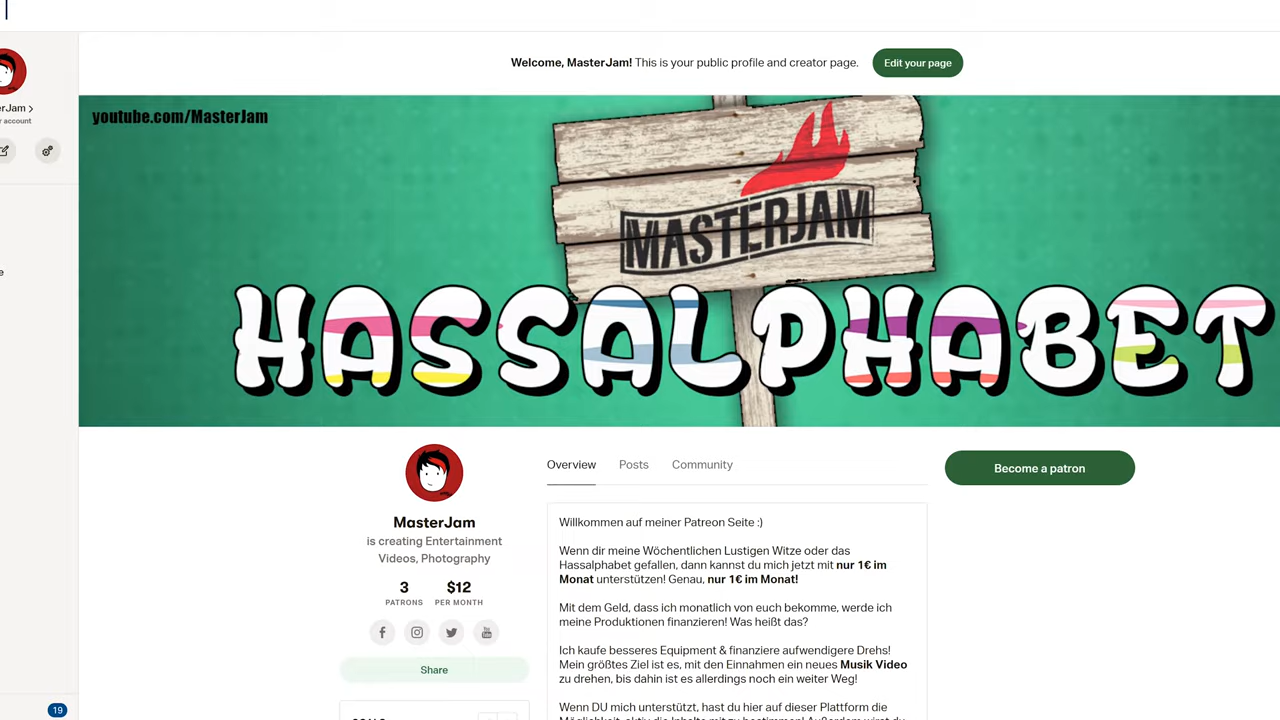 Welcome, MasterJam! This is your public profile and creator page.
Edit your page
erJam
r account
youtube.com/MasterJam
MASTERJAM
HASSALPHABET
e
Overview
Posts
Community
Become a patron
MasterJam
is creating Entertainment
Videos, Photography
3
PATRONS
$12
PER MONTH
Share
Willkommen auf meiner Patreon Seite :)
Wenn dir meine Wöchentlichen Lustigen Witze oder das
Hassalphabet gefallen, dann kannst du mich jetzt mit nur 1€ im
Monat unterstützen! Genau, nur 1€ im Monat!
Mit dem Geld, dass ich monatlich von euch bekomme, werde ich
meine Produktionen finanzieren! Was heißt das?
Ich kaufe besseres Equipment & finanziere aufwendigere Drehs!
Mein größtes Ziel ist es, mit den Einnahmen ein neues Musik Video
zu drehen, bis dahin ist es allerdings noch ein weiter Weg!
Wenn DU mich unterstützt, hast du hier auf dieser Plattform die
19